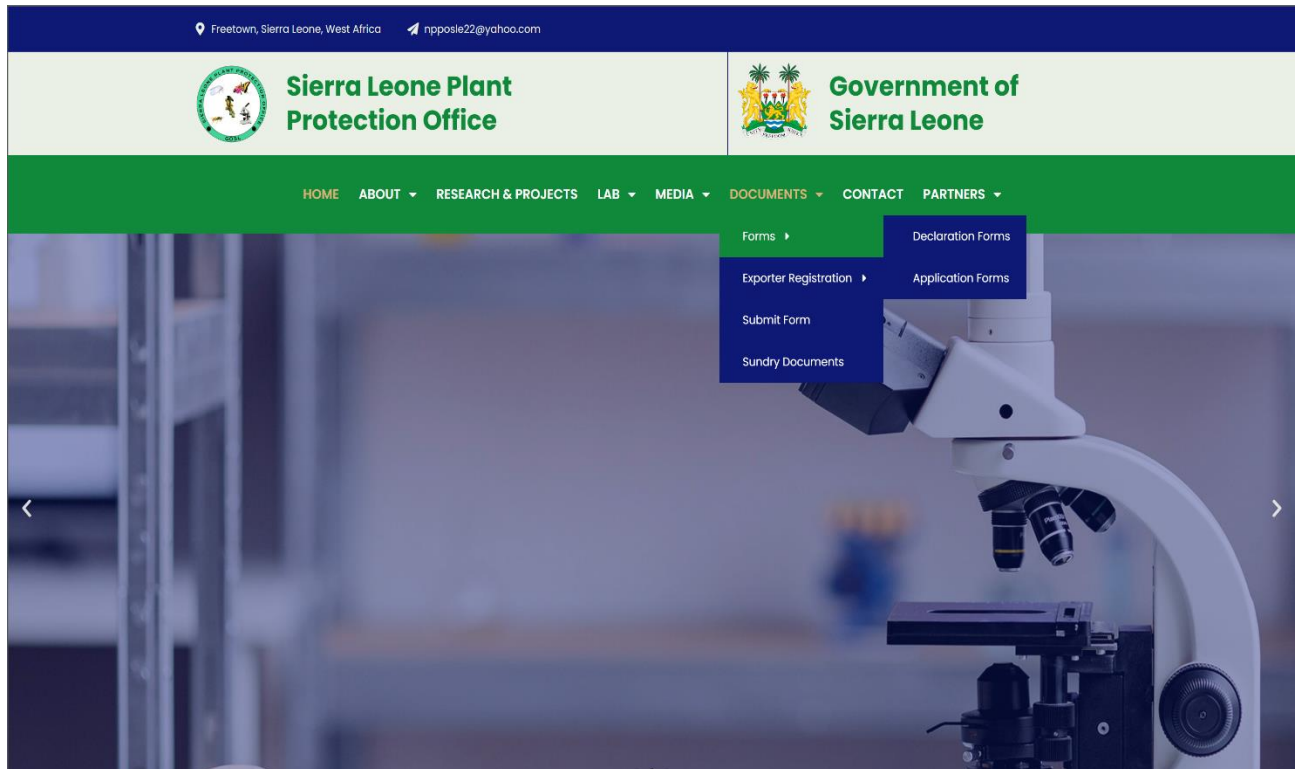 Freetown, Sierra Leone, West Africa npposle22@yahoo.com
Sierra Leone Plant
Protection Office
GOSL
Government of
Sierra Leone
HOME ABOUT RESEARCH & PROJECTS LAB MEDIA DOCUMENTS CONTACT PARTNERS
Forms Declaration Forms
Exporter Registration Application Forms
Submit Form
Sundry Documents